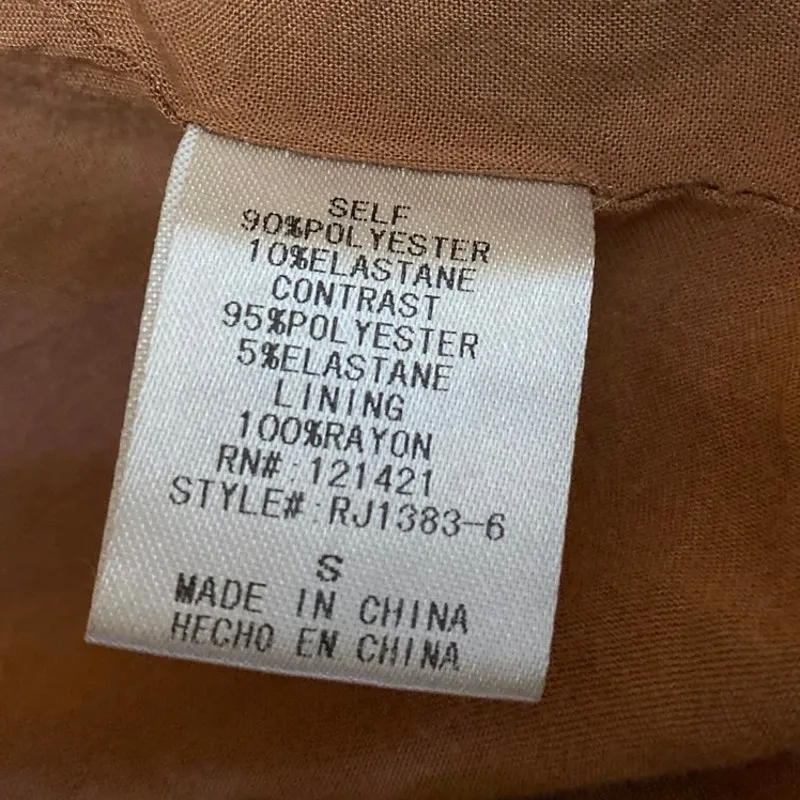 SELF
90%POLYESTER
10%ELASTANE
CONTRAST
95%POLYESTER
5%ELASTANE
LINING
100%RAYON
RN#:121421
STYLE#:RJ1383-6
S
MADE IN CHINA
HECHO EN CHINA